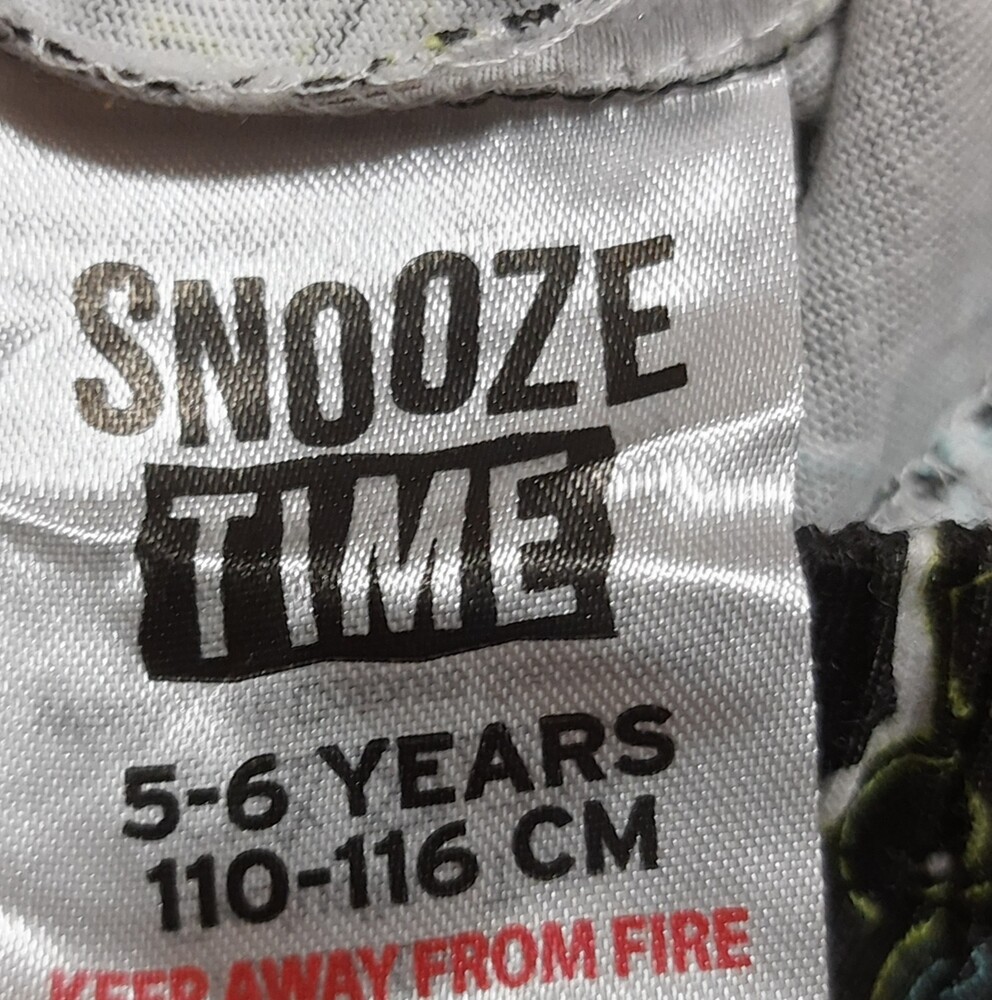 SNOOZE
TIME
5-6 YEARS
110-116 CM
KEEP AWAY FROM FIRE